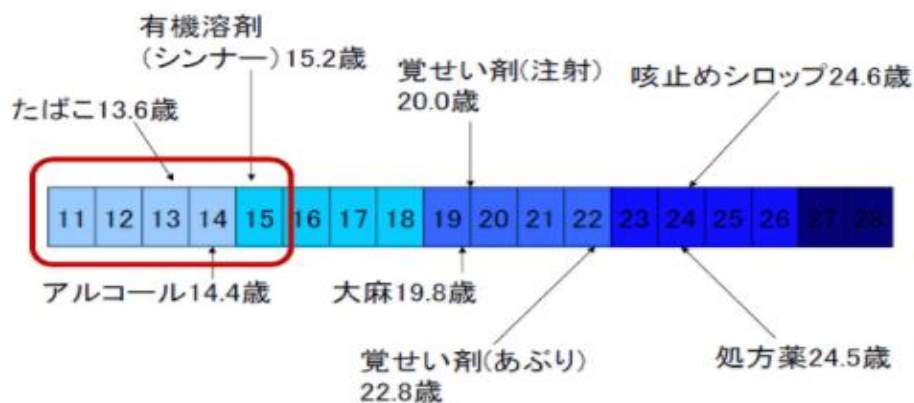 有機溶剤
(シンナー)15.2歳
たばこ13.6歳
覚せい剤(注射)
20.0歳
咳止めシロップ24.6歳
11 12 13 14 15 16 17 18 19 20 21 22 23 24 25 26 27 28
アルコール14.4歳
大麻19.8歳
覚せい剤(あぶり)
22.8歳
処方薬24.5歳